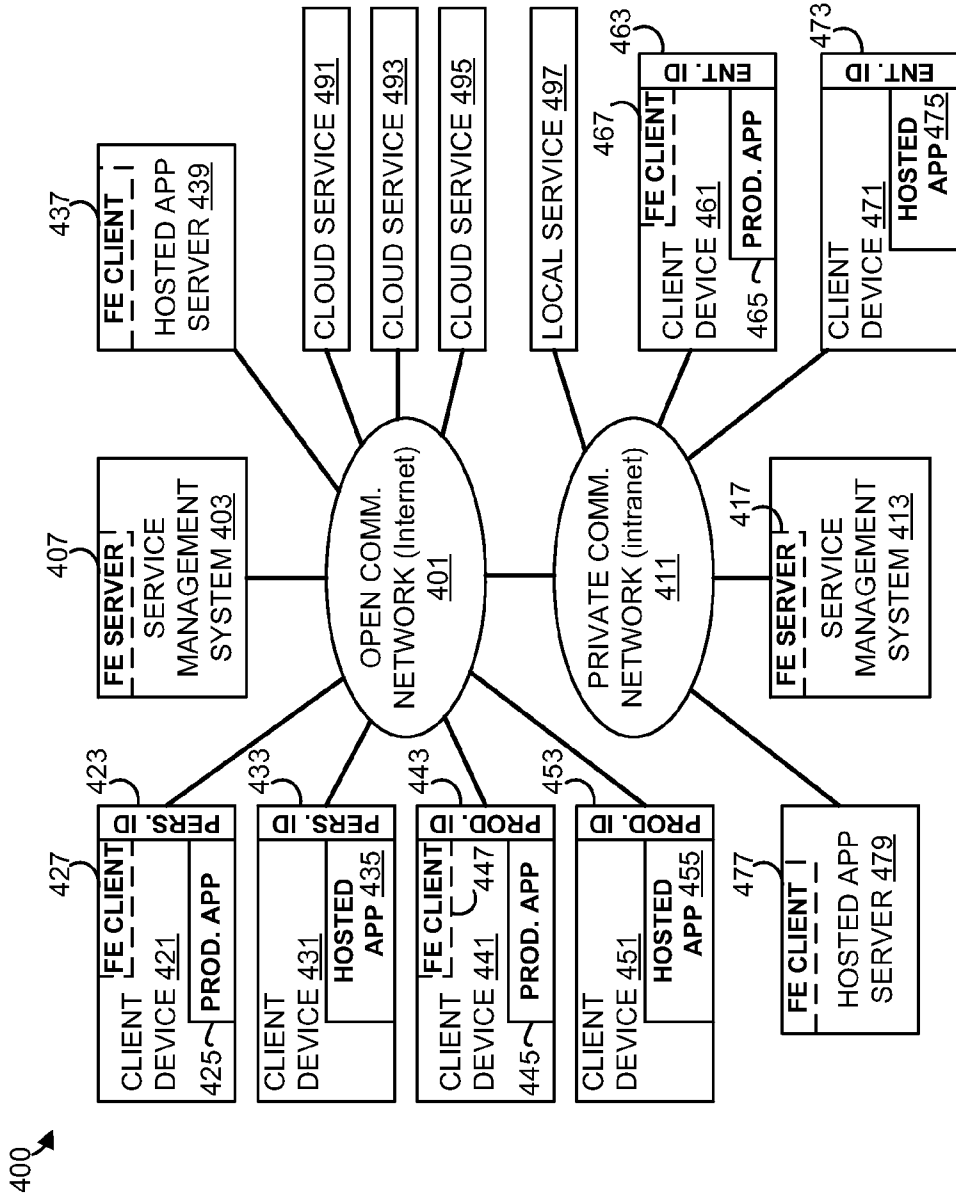 400
427
423
FE CLIENT
CLIENT
DEVICE 421
PERS. ID
425
PROD. APP
433
CLIENT
DEVICE 431
PERS. ID
HOSTED
APP 435
443
FE CLIENT
447
CLIENT
DEVICE 441
PROD. ID
445
PROD. APP
453
CLIENT
DEVICE 451
PROD. ID
HOSTED
APP 455
477
FE CLIENT
HOSTED APP
SERVER 479
407
FE SERVER
SERVICE
MANAGEMENT
SYSTEM 403
OPEN COMM.
NETWORK (Internet)
401
PRIVATE COMM.
NETWORK (intranet)
411
417
FE SERVER
SERVICE
MANAGEMENT
SYSTEM 413
437
FE CLIENT
HOSTED APP
SERVER 439
CLOUD SERVICE 491
CLOUD SERVICE 493
CLOUD SERVICE 495
LOCAL SERVICE 497
467
463
FE CLIENT
CLIENT
DEVICE 461
ENT. ID
465
PROD. APP
473
CLIENT
DEVICE 471
ENT. ID
HOSTED
APP 475